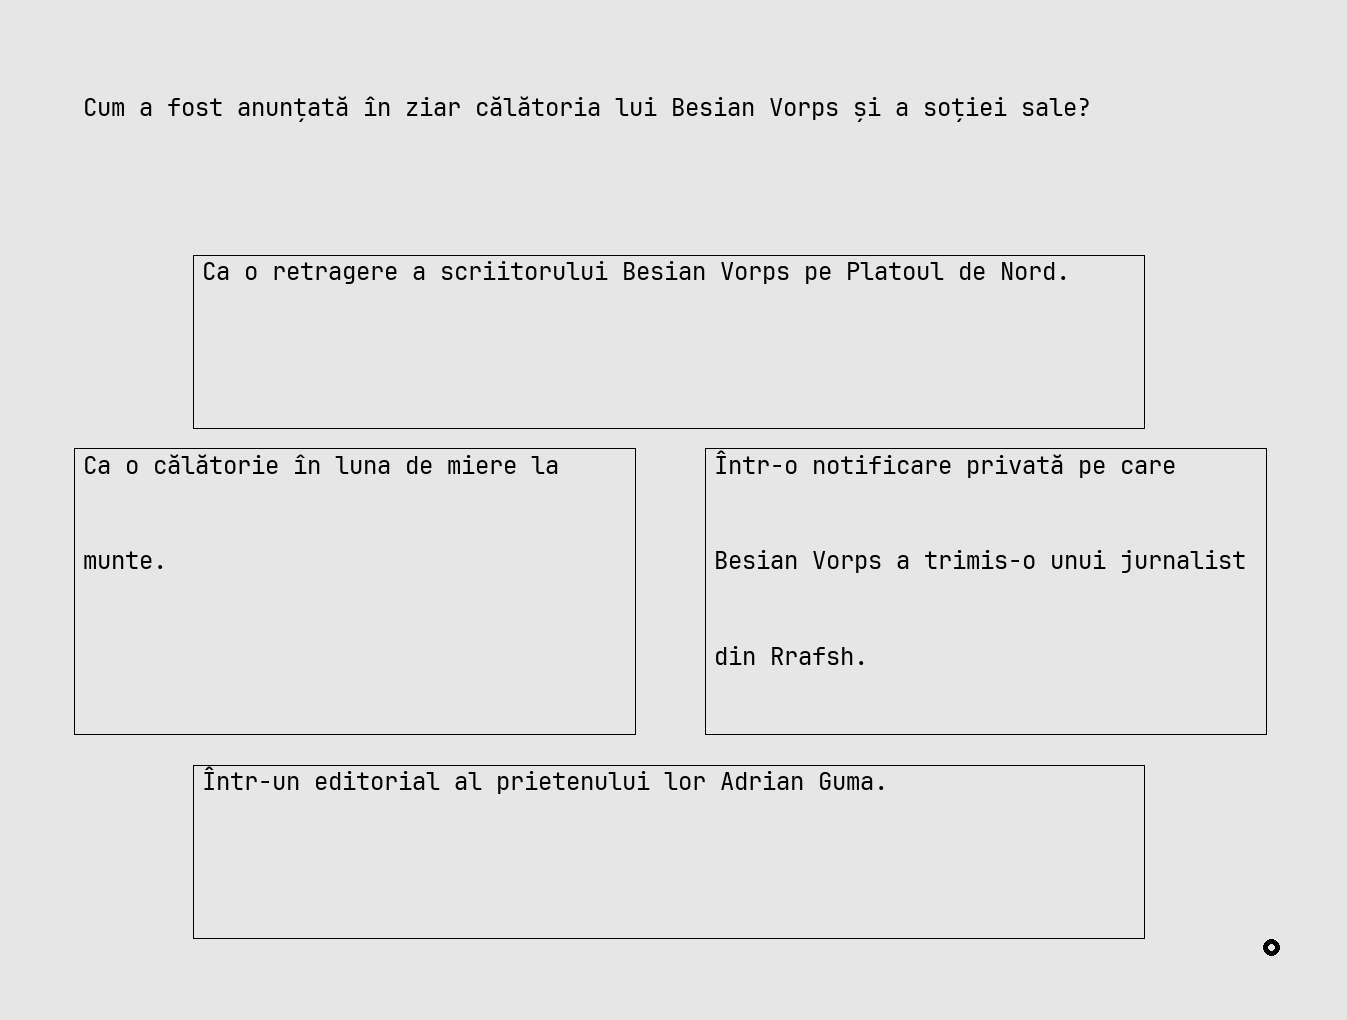 Cum a fost anunțată în ziar călătoria lui Besian Vorps și a soției sale?
Ca o retragere a scriitorului Besian Vorps pe Platoul de Nord.
Ca o călătorie în luna de miere la
munte.
Într-o notificare privată pe care
Besian Vorps a trimis-o unui jurnalist
din Rrafsh.
Într-un editorial al prietenului lor Adrian Guma.